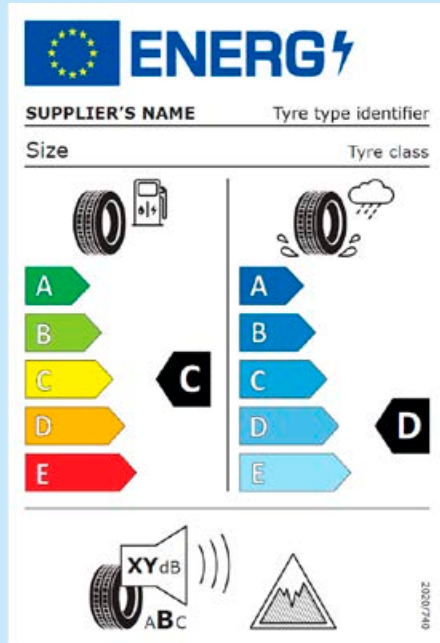 ENERG
SUPPLIER'S NAME Tyre type identifier
Size Tyre class
A A
B B
C C C
D D D
E E
XYdB
ABC
2020/740